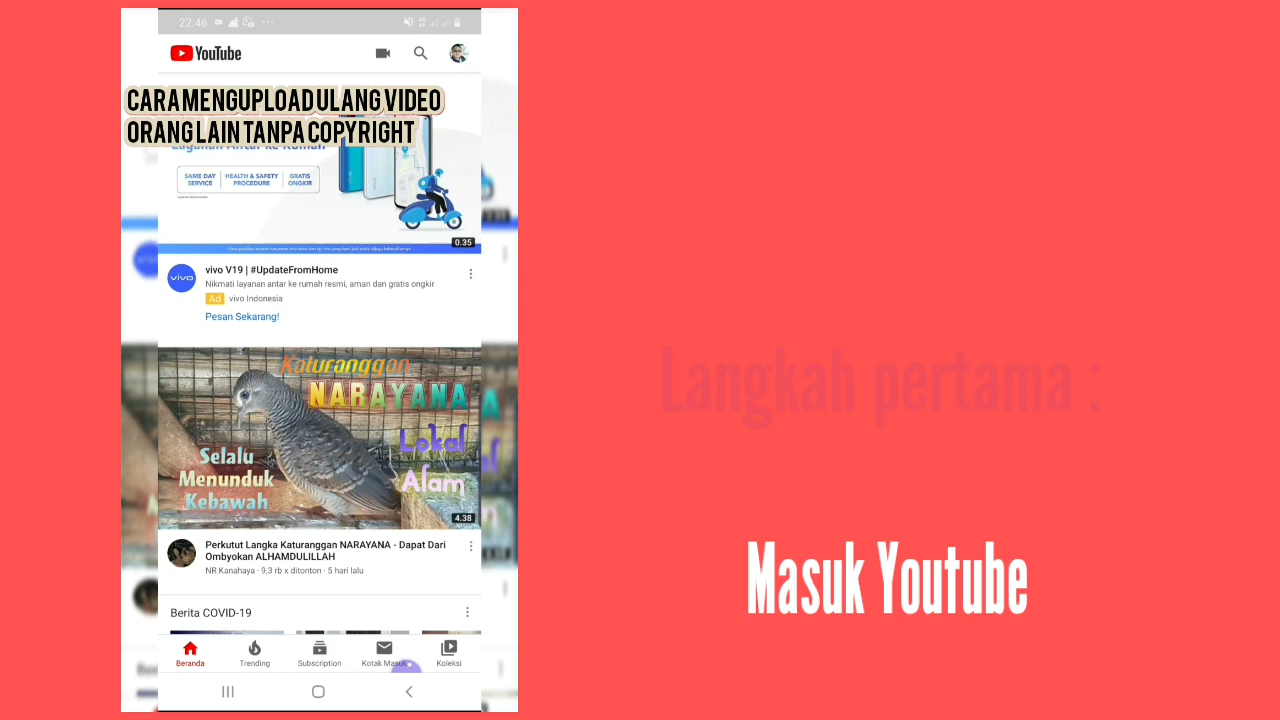 22:46
YouTube
CARA MENGUPLOAD ULANG VIDEO
ORANG LAIN TANPA COPYRIGHT
Layanan Antar ke Rumah
SAME DAY SERVICE
HEALTH & SAFETY PROCEDURE
GRATIS ONGKIR
0.35
vivo
vivo V19 | #UpdateFromHome
Nikmati layanan antar ke rumah resmi, aman dan gratis ongkir
Ad vivo Indonesia
Pesan Sekarang!
Katuranggan
NARAYANA
Lokal
Alam
Selalu
Menunduk
Kebawah
4.38
Perkutut Langka Katuranggan NARAYANA - Dapat Dari
Ombyokan ALHAMDULILLAH
NR Kanahaya · 9,3 rb x ditonton · 5 hari lalu
Berita COVID-19
Beranda Trending Subscription Kotak Masuk Koleksi
Langkah pertama :
Masuk Youtube